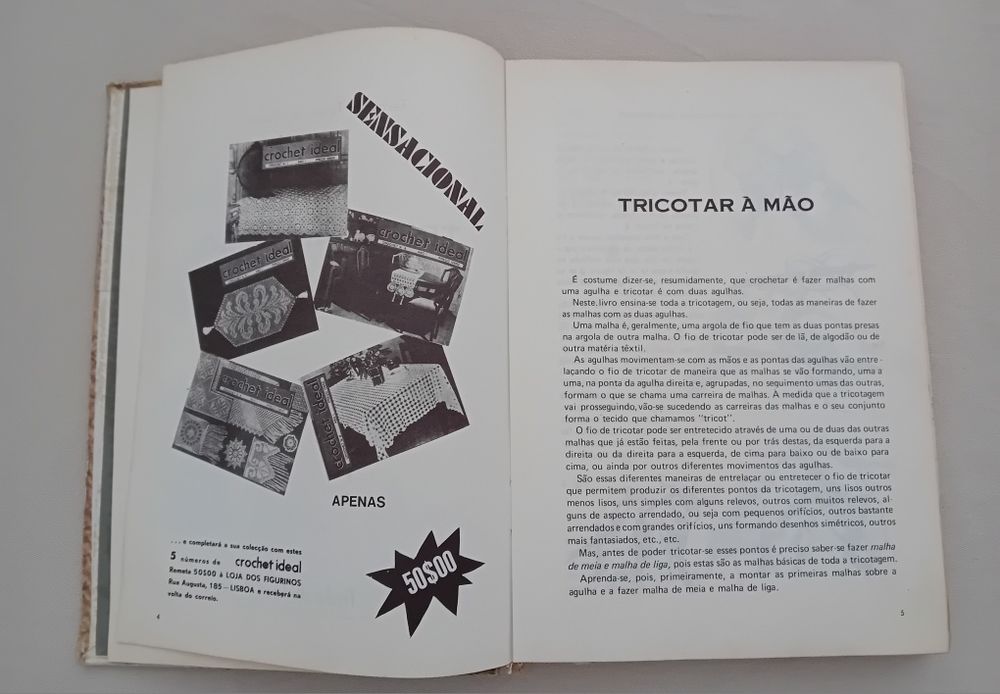 SENSACIONAL
crochet ideal
crochet ideal
crochet ideal
crochet ideal
crochet ideal
APENAS
50$00
... e completará a sua colecção com estes
5 números de crochet ideal
Remeta 50$00 à LOJA DOS FIGURINOS
Rua Augusta, 185 — LISBOA e receberá na
volta do correio.
4
TRICOTAR À MÃO
É costume dizer-se, resumidamente, que crochetar é fazer malhas com
uma agulha e tricotar é com duas agulhas.
Neste livro ensina-se toda a tricotagem, ou seja, todas as maneiras de fazer
as malhas com as duas agulhas.
Uma malha é, geralmente, uma argola de fio que tem as duas pontas presas
na argola de outra malha. O fio de tricotar pode ser de lã, de algodão ou de
outra matéria têxtil.
As agulhas movimentam-se com as mãos e as pontas das agulhas vão entre-
laçando o fio de tricotar de maneira que as malhas se vão formando, uma a
uma, na ponta da agulha direita e, agrupadas, no seguimento umas das outras,
formam o que se chama uma carreira de malhas. À medida que a tricotagem
vai prosseguindo, vão-se sucedendo as carreiras das malhas e o seu conjunto
forma o tecido que chamamos "tricot".
O fio de tricotar pode ser entretecido através de uma ou de duas das outras
malhas que já estão feitas, pela frente ou por trás destas, da esquerda para a
direita ou da direita para a esquerda, de cima para baixo ou de baixo para
cima, ou ainda por outros diferentes movimentos das agulhas.
São essas diferentes maneiras de entrelaçar ou entretecer o fio de tricotar
que permitem produzir os diferentes pontos da tricotagem, uns lisos outros
menos lisos, uns simples com alguns relevos, outros com muitos relevos, al-
guns de aspecto arrendado, ou seja com pequenos orifícios, outros bastante
arrendados e com grandes orifícios, uns formando desenhos simétricos, outros
mais fantasiados, etc., etc.
Mas, antes de poder tricotar-se esses pontos é preciso saber-se fazer malha
de meia e malha de liga, pois estas são as malhas básicas de toda a tricotagem.
Aprenda-se, pois, primeiramente, a montar as primeiras malhas sobre a
agulha e a fazer malha de meia e malha de liga.
5